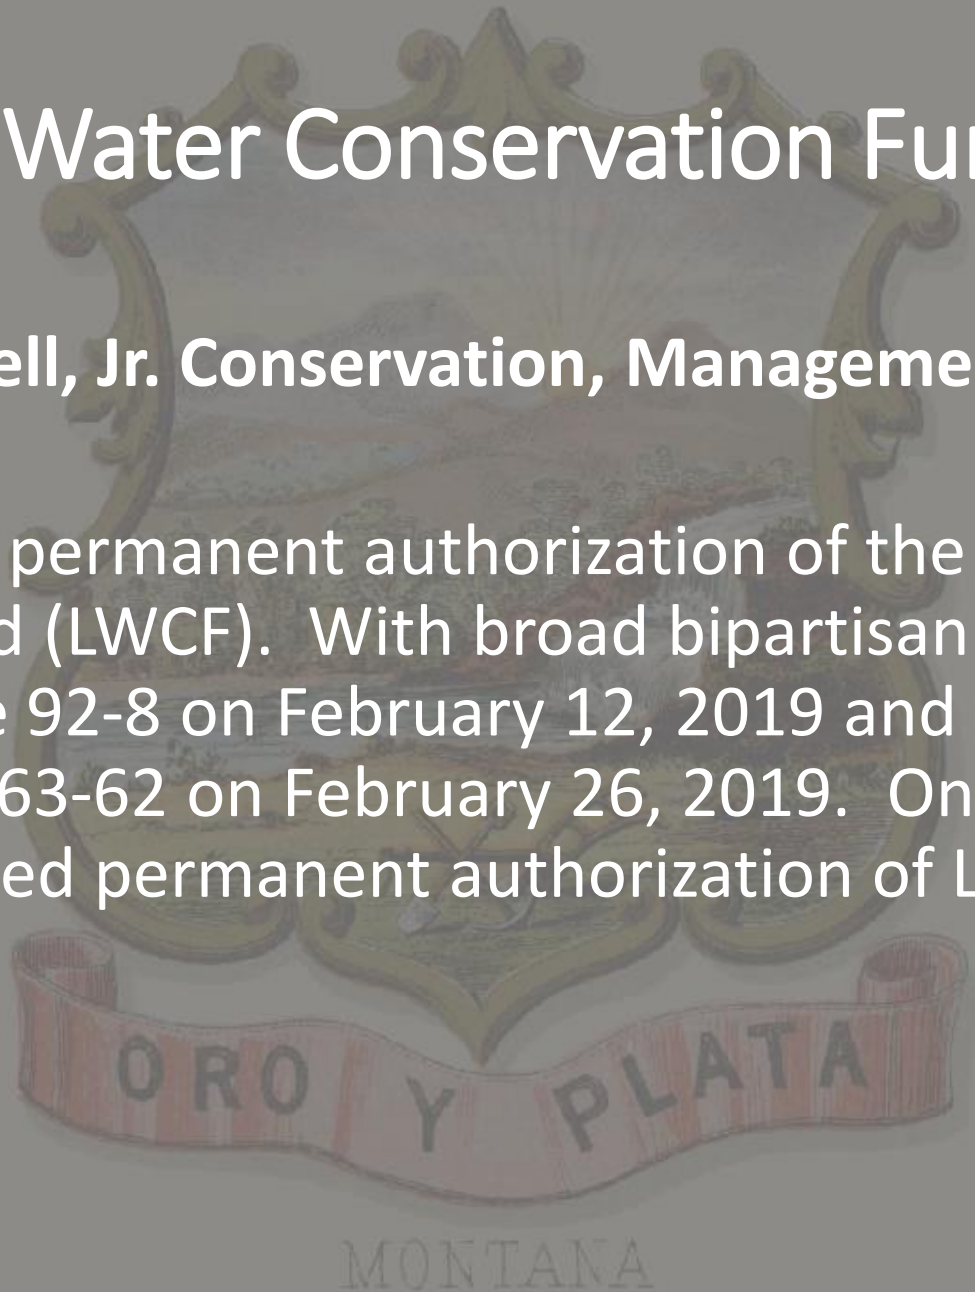 Water Conservation Fun
ell, Jr. Conservation, Manageme
permanent authorization of the
d (LWCF).  With broad bipartisan
e 92-8 on February 12, 2019 and
63-62 on February 26, 2019.  On
ed permanent authorization of L
ORO Y PLATA
MONTANA